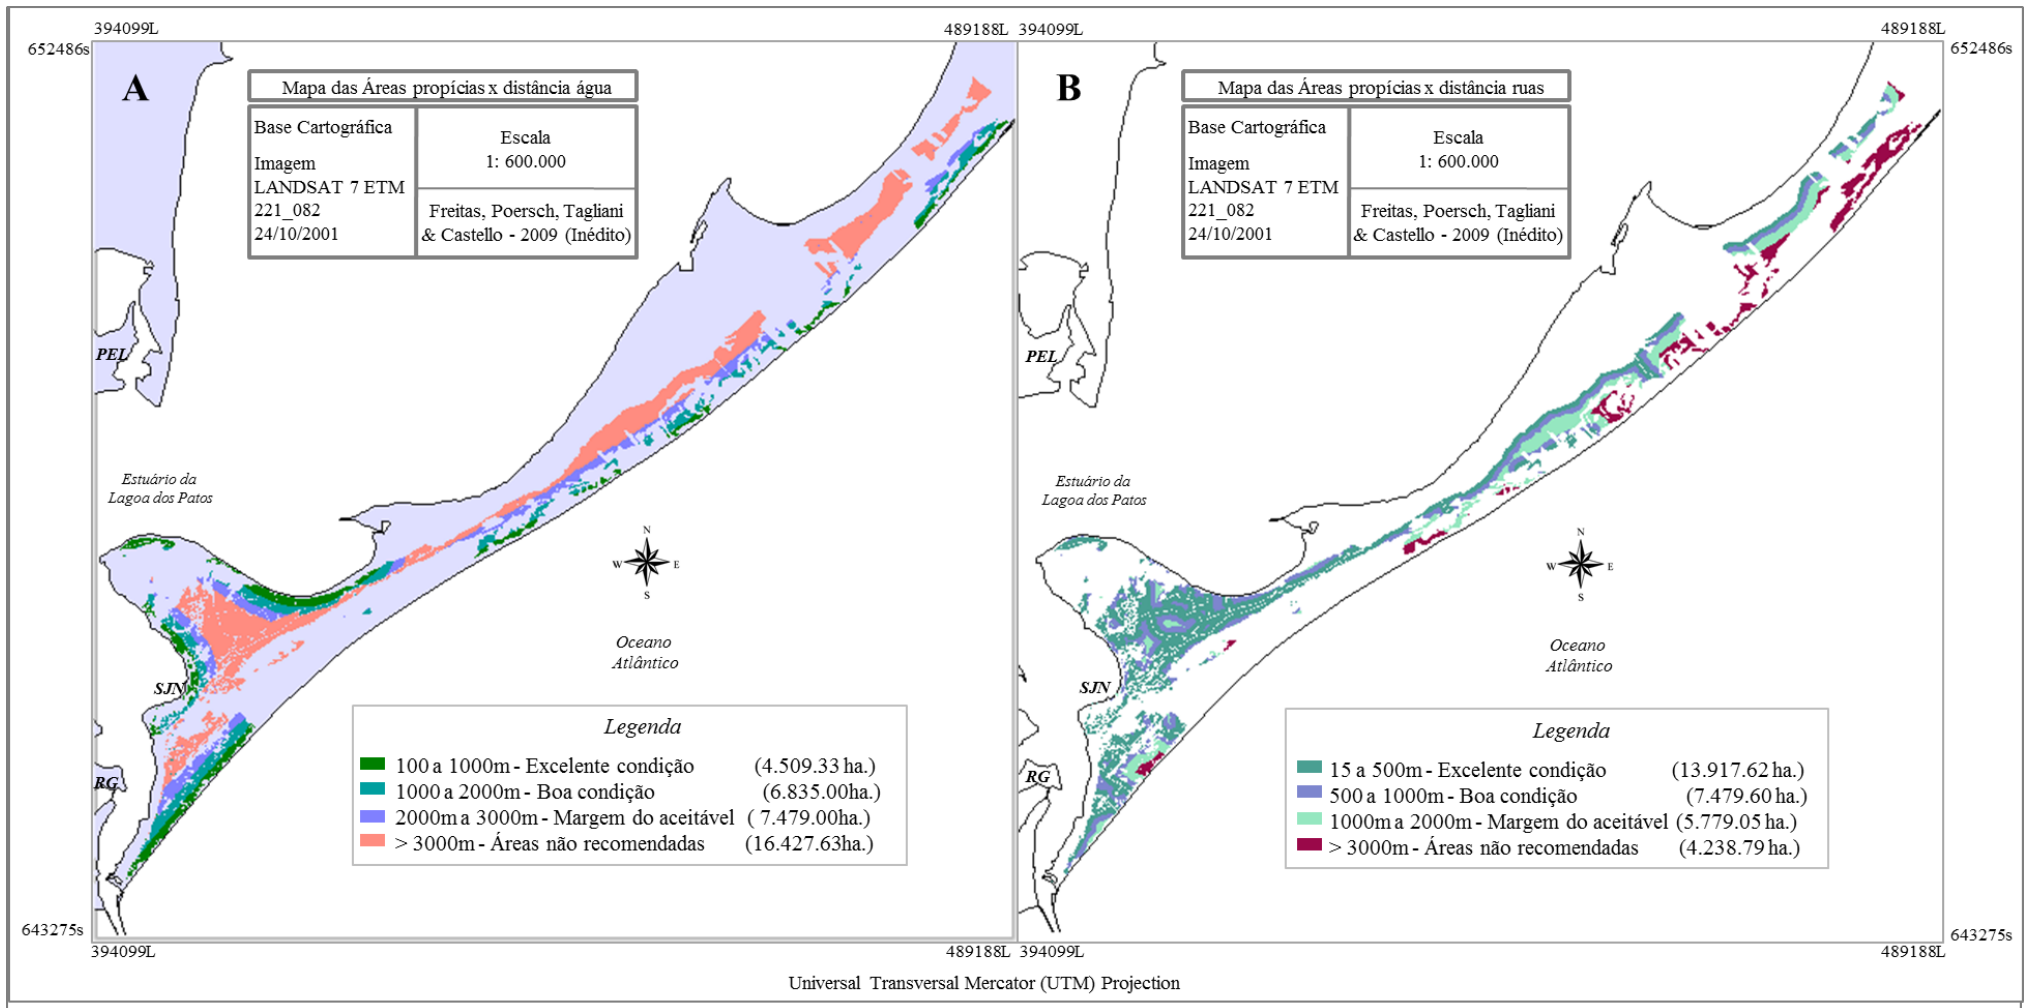 394099L
489188L
394099L
489188L
652486s
652486s
A
Mapa das Áreas propícias x distância água
Base Cartográfica
Imagem
LANDSAT 7 ETM
221_082
24/10/2001
Escala
1: 600.000
Freitas, Poersch, Tagliani
& Castello - 2009 (Inédito)
PEL
Estuário da
Lagoa dos Patos
N
W E
S
Oceano
Atlântico
SJN
RG
Legenda
100 a 1000m - Excelente condição (4.509.33 ha.)
1000 a 2000m - Boa condição (6.835.00ha.)
2000m a 3000m - Margem do aceitável ( 7.479.00ha.)
> 3000m - Áreas não recomendadas (16.427.63ha.)
B
Mapa das Áreas propícias x distância ruas
Base Cartográfica
Imagem
LANDSAT 7 ETM
221_082
24/10/2001
Escala
1: 600.000
Freitas, Poersch, Tagliani
& Castello - 2009 (Inédito)
PEL
Estuário da
Lagoa dos Patos
N
W E
S
Oceano
Atlântico
SJN
RG
Legenda
15 a 500m - Excelente condição (13.917.62 ha.)
500 a 1000m - Boa condição (7.479.60 ha.)
1000m a 2000m - Margem do aceitável (5.779.05 ha.)
> 3000m - Áreas não recomendadas (4.238.79 ha.)
643275s
643275s
394099L
489188L
394099L
489188L
Universal Transversal Mercator (UTM) Projection